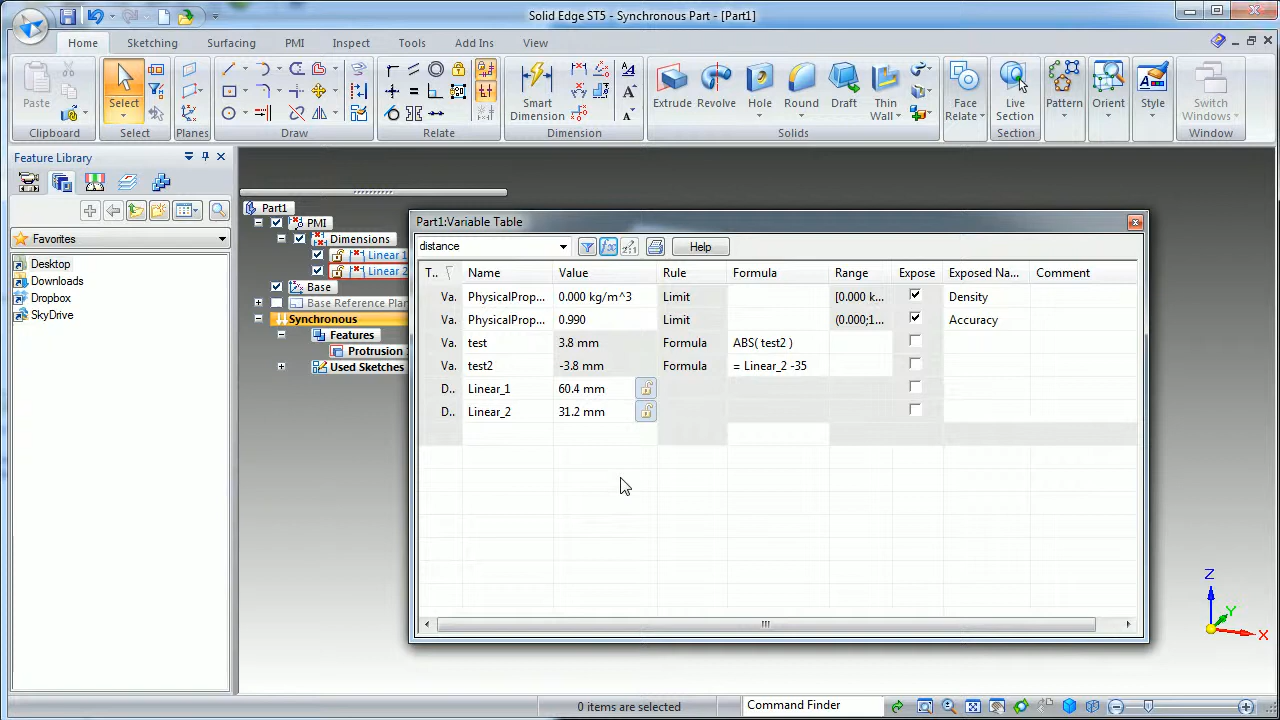 Solid Edge ST5 - Synchronous Part - [Part1]
Home Sketching Surfacing PMI Inspect Tools Add Ins View
Paste Select Smart Dimension Extrude Revolve Hole Round Draft Thin Wall Face Relate Live Section Pattern Orient Style Switch Windows
Clipboard Select Planes Draw Relate Dimension Solids Section Window
Feature Library
Favorites
Desktop
Downloads
Dropbox
SkyDrive
Part1
PMI
Dimensions
Linear 1
Linear 2
Base
Base Reference Plan
Synchronous
Features
Protrusion
Used Sketches
Part1:Variable Table
distance Help
T.. Name Value Rule Formula Range Expose Exposed Na... Comment
Va. PhysicalProp... 0.000 kg/m^3 Limit [0.000 k... Density
Va. PhysicalProp... 0.990 Limit (0.000;1... Accuracy
Va. test 3.8 mm Formula ABS( test2 )
Va. test2 -3.8 mm Formula = Linear_2 -35
D.. Linear_1 60.4 mm
D.. Linear_2 31.2 mm
Z
Y
X
0 items are selected Command Finder